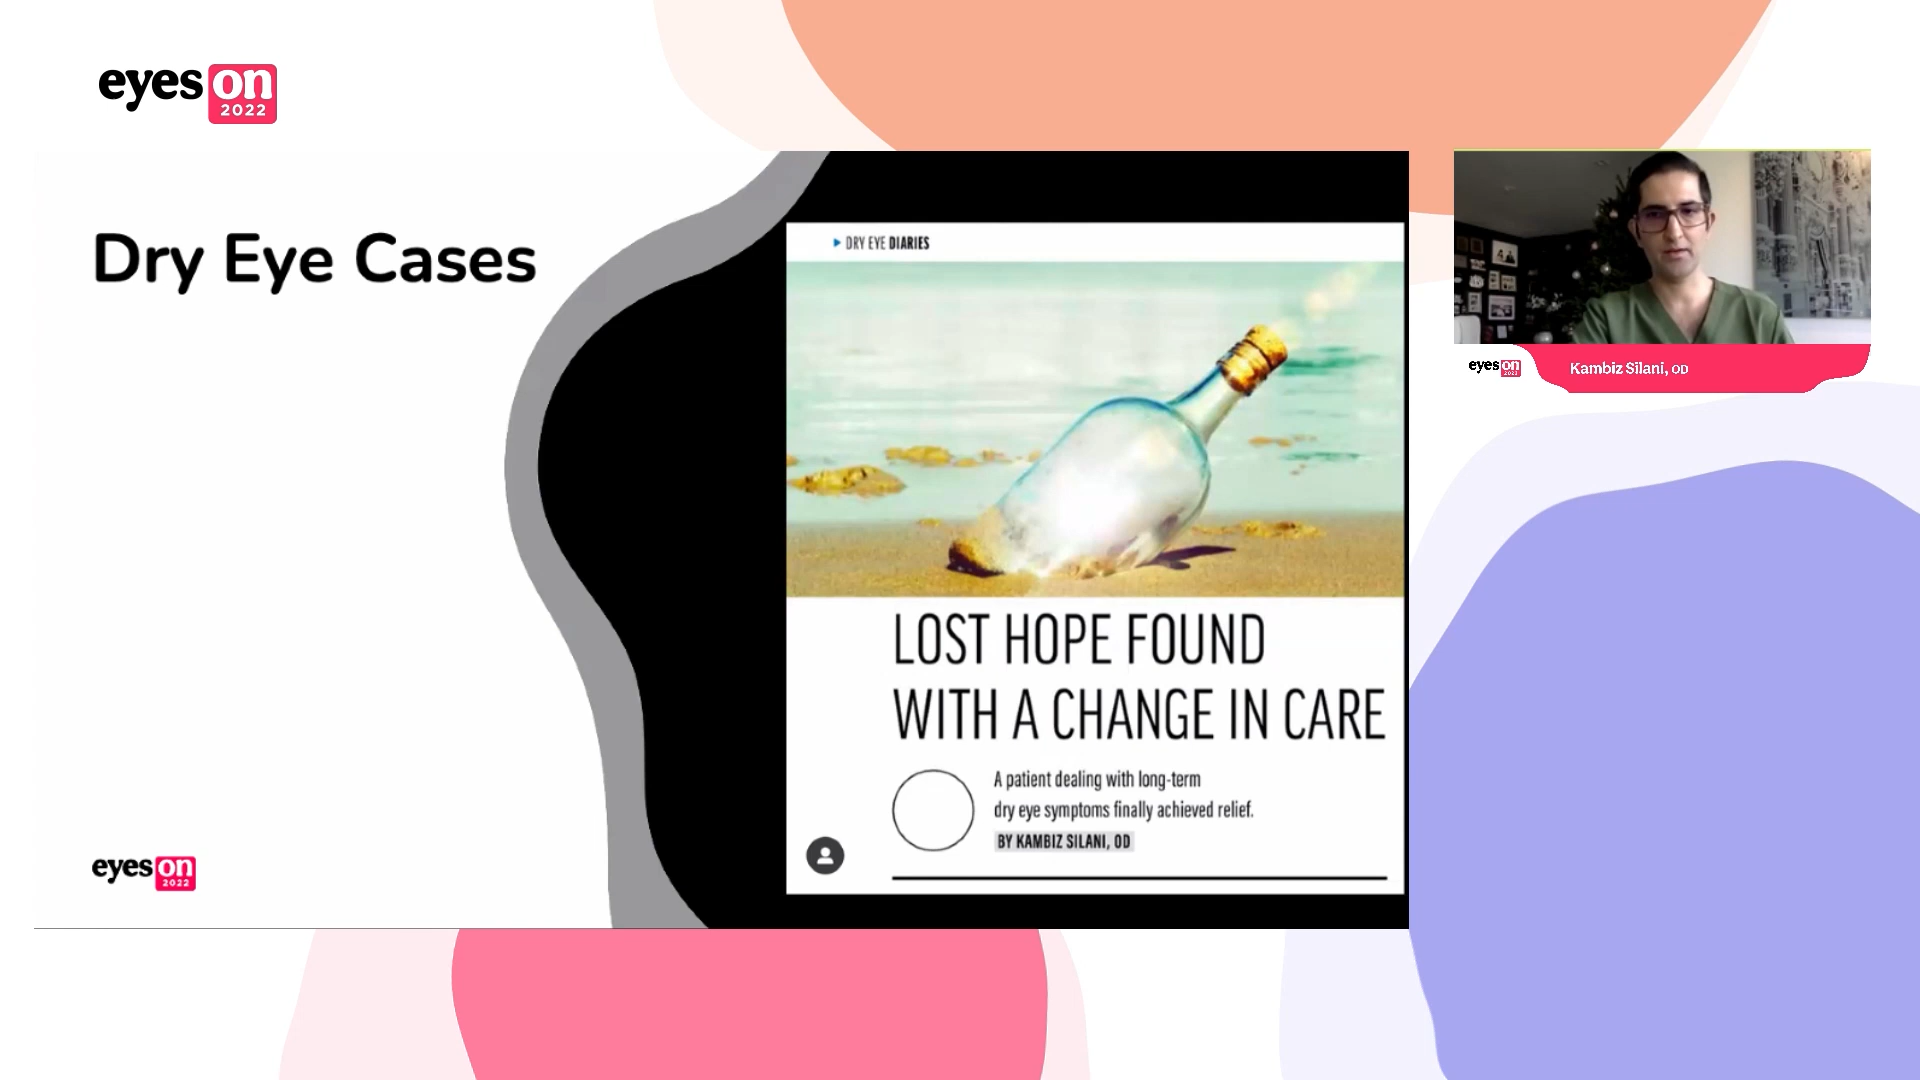 eyes on
2022
Dry Eye Cases
DRY EYE DIARIES
LOST HOPE FOUND
WITH A CHANGE IN CARE
A patient dealing with long-term
dry eye symptoms finally achieved relief.
BY KAMBIZ SILANI, OD
eyes on
2022
eyes on
2022
Kambiz Silani, OD